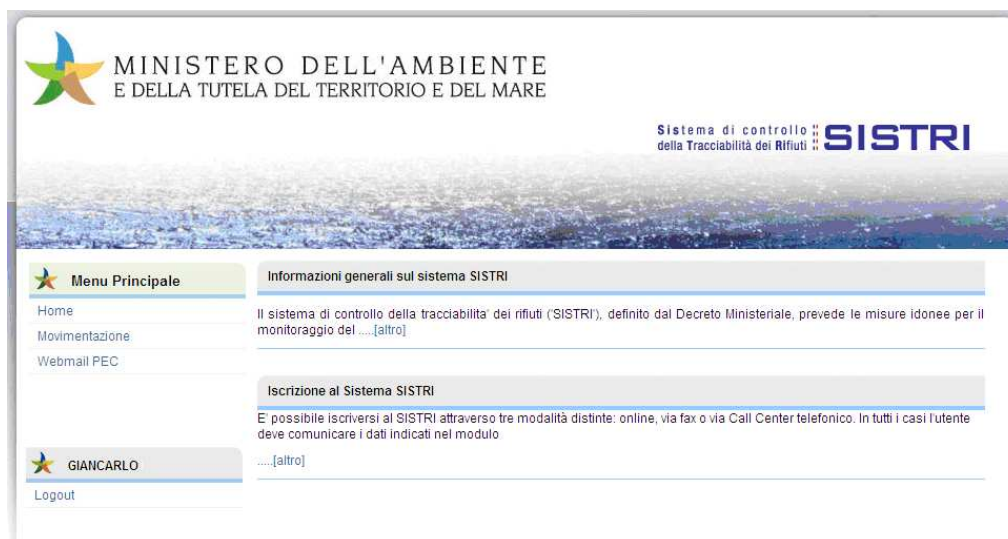 MINISTERO DELL'AMBIENTE
E DELLA TUTELA DEL TERRITORIO E DEL MARE
Sistema di controllo
della Tracciabilità dei Rifiuti
SISTRI
Menu Principale
Home
Movimentazione
Webmail PEC
GIANCARLO
Logout
Informazioni generali sul sistema SISTRI
Il sistema di controllo della tracciabilita' dei rifiuti ('SISTRI'), definito dal Decreto Ministeriale, prevede le misure idonee per il
monitoraggio del .....[altro]
Iscrizione al Sistema SISTRI
E' possibile iscriversi al SISTRI attraverso tre modalità distinte: online, via fax o via Call Center telefonico. In tutti i casi l'utente
deve comunicare i dati indicati nel modulo
.....[altro]